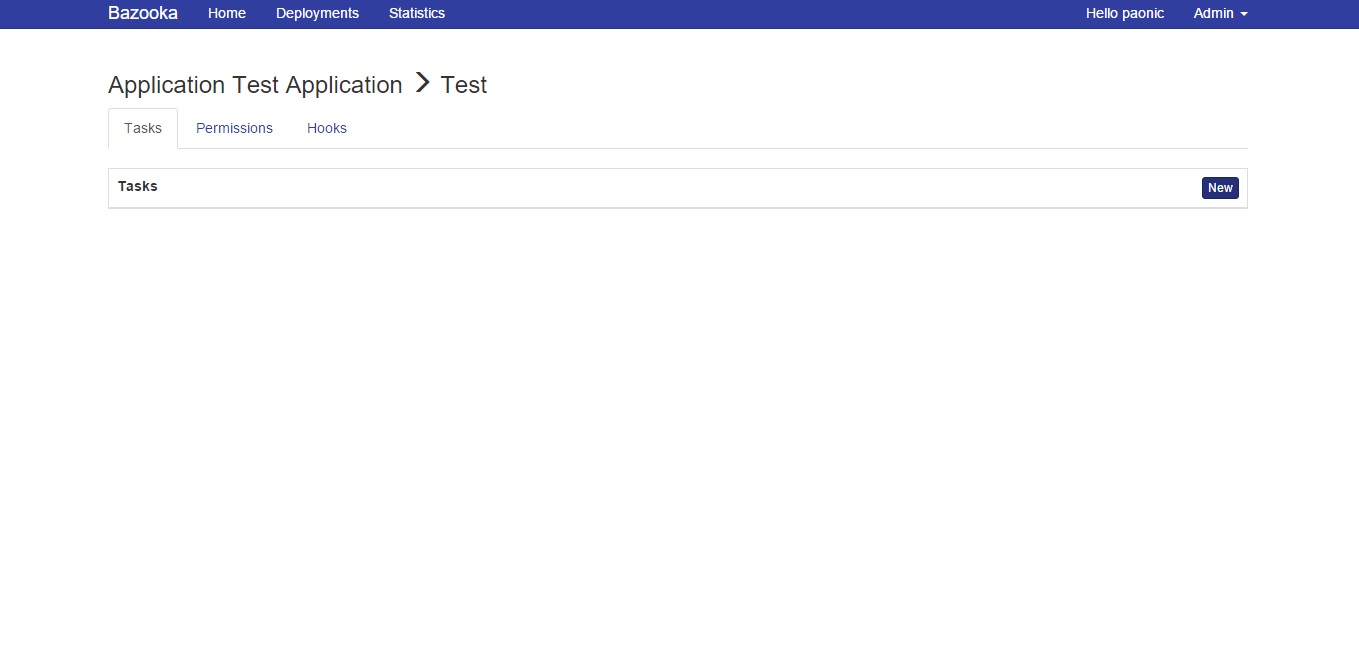 Bazooka Home Deployments Statistics Hello paonic Admin
Application Test Application > Test
Tasks Permissions Hooks
Tasks New